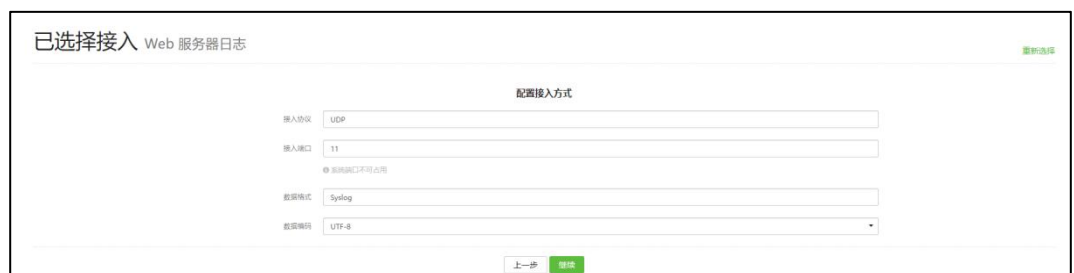 已选择接入 Web 服务器日志
重新选择
配置接入方式
接入协议 UDP
接入端口 11
系统端口不可占用
数据格式 Syslog
数据编码 UTF-8
上一步 继续